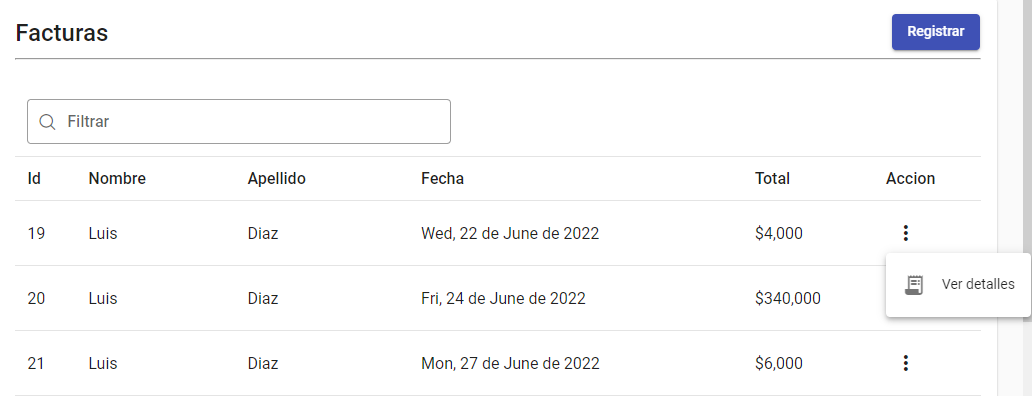 Facturas
Registrar
Filtrar
Id Nombre Apellido Fecha Total Accion
19 Luis Diaz Wed, 22 de June de 2022 $4,000
Ver detalles
20 Luis Diaz Fri, 24 de June de 2022 $340,000
21 Luis Diaz Mon, 27 de June de 2022 $6,000